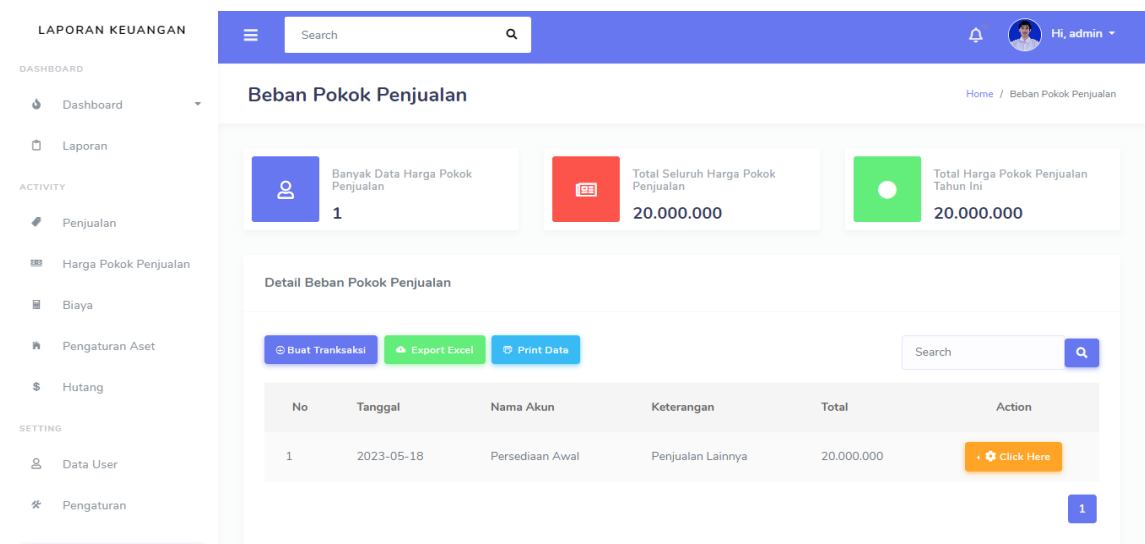 LAPORAN KEUANGAN
DASHBOARD
Dashboard
Laporan
ACTIVITY
Penjualan
Harga Pokok Penjualan
Biaya
Pengaturan Aset
Hutang
SETTING
Data User
Pengaturan
Search
Hi, admin
Beban Pokok Penjualan
Home / Beban Pokok Penjualan
Banyak Data Harga Pokok
Penjualan
1
Total Seluruh Harga Pokok
Penjualan
20.000.000
Total Harga Pokok Penjualan
Tahun Ini
20.000.000
Detail Beban Pokok Penjualan
Buat Tranksaksi Export Excel Print Data
Search
No Tanggal Nama Akun Keterangan Total Action
1 2023-05-18 Persediaan Awal Penjualan Lainnya 20.000.000 Click Here
1